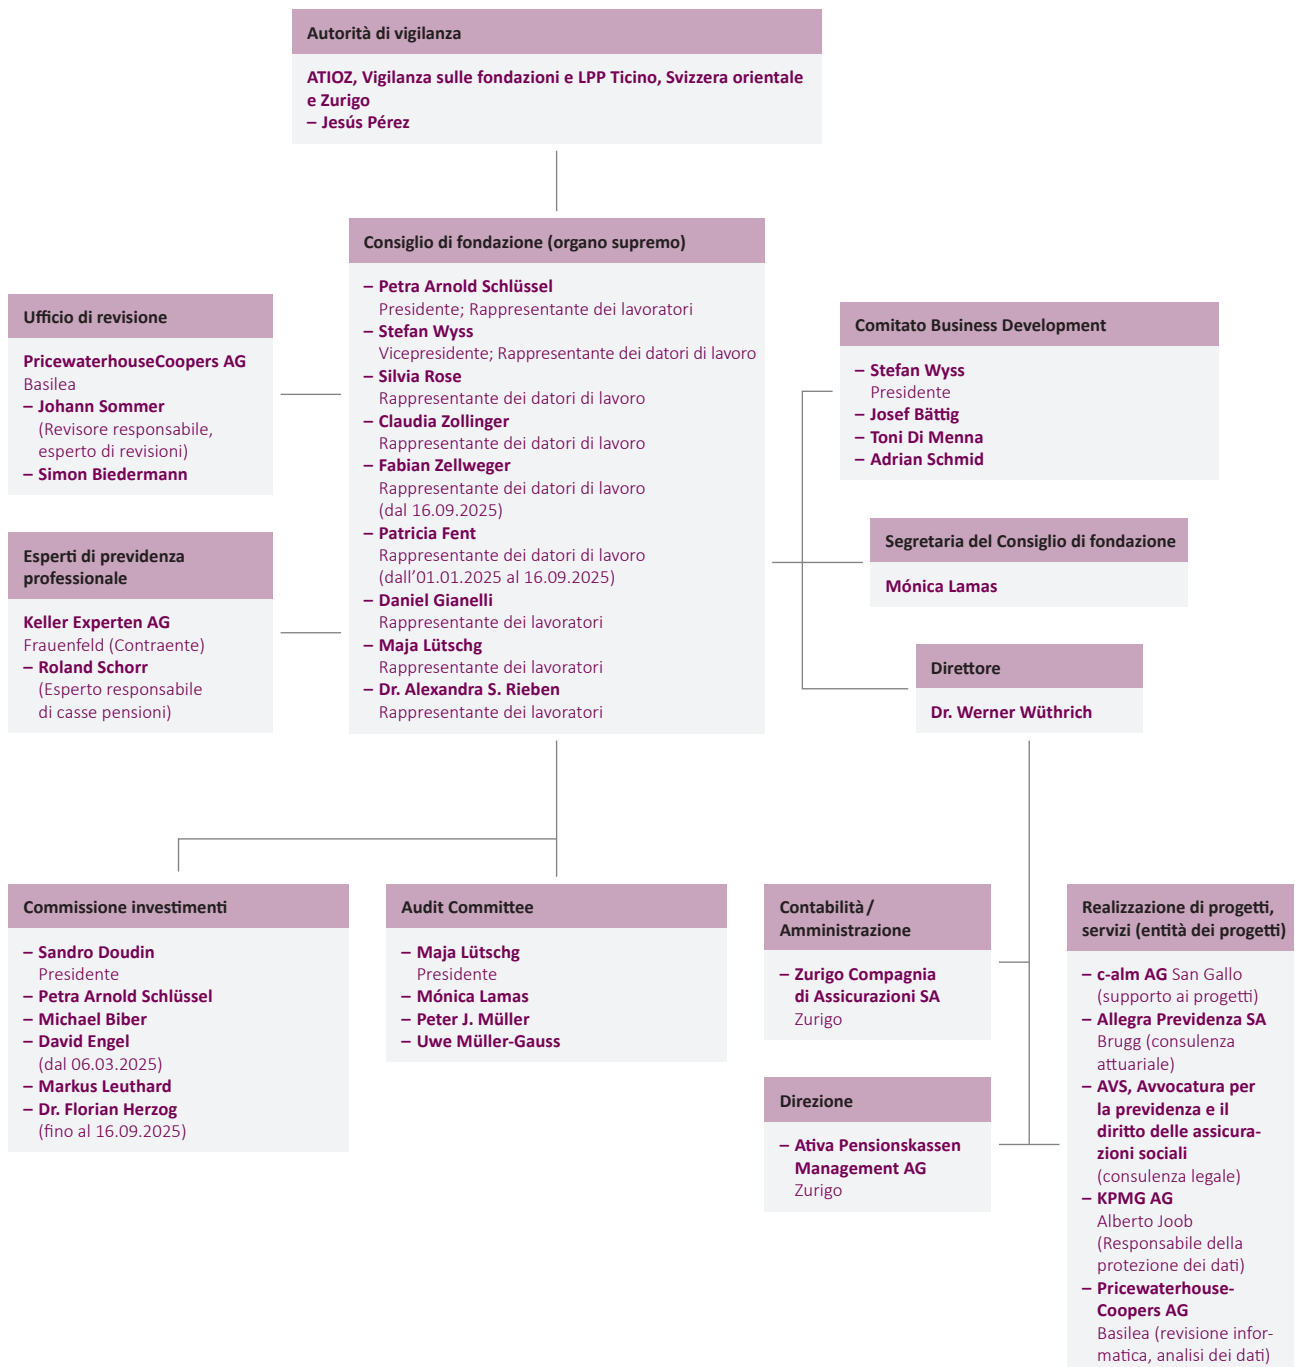 Autorità di vigilanza
ATIOZ, Vigilanza sulle fondazioni e LPP Ticino, Svizzera orientale
e Zurigo
– Jesús Pérez
Consiglio di fondazione (organo supremo)
– Petra Arnold Schlüssel
Presidente; Rappresentante dei lavoratori
– Stefan Wyss
Vicepresidente; Rappresentante dei datori di lavoro
– Silvia Rose
Rappresentante dei datori di lavoro
– Claudia Zollinger
Rappresentante dei datori di lavoro
– Fabian Zellweger
Rappresentante dei datori di lavoro
(dal 16.09.2025)
– Patricia Fent
Rappresentante dei datori di lavoro
(dall’01.01.2025 al 16.09.2025)
– Daniel Gianelli
Rappresentante dei lavoratori
– Maja Lütschg
Rappresentante dei lavoratori
– Dr. Alexandra S. Rieben
Rappresentante dei lavoratori
Ufficio di revisione
PricewaterhouseCoopers AG
Basilea
– Johann Sommer
(Revisore responsabile,
esperto di revisioni)
– Simon Biedermann
Esperti di previdenza
professionale
Keller Experten AG
Frauenfeld (Contraente)
– Roland Schorr
(Esperto responsabile
di casse pensioni)
Comitato Business Development
– Stefan Wyss
Presidente
– Josef Bättig
– Toni Di Menna
– Adrian Schmid
Segretaria del Consiglio di fondazione
Mónica Lamas
Direttore
Dr. Werner Wüthrich
Commissione investimenti
– Sandro Doudin
Presidente
– Petra Arnold Schlüssel
– Michael Biber
– David Engel
(dal 06.03.2025)
– Markus Leuthard
– Dr. Florian Herzog
(fino al 16.09.2025)
Audit Committee
– Maja Lütschg
Presidente
– Mónica Lamas
– Peter J. Müller
– Uwe Müller-Gauss
Contabilità /
Amministrazione
– Zurigo Compagnia
di Assicurazioni SA
Zurigo
Direzione
– Ativa Pensionskassen
Management AG
Zurigo
Realizzazione di progetti,
servizi (entità dei progetti)
– c-alm AG San Gallo
(supporto ai progetti)
– Allegra Previdenza SA
Brugg (consulenza
attuariale)
– AVS, Avvocatura per
la previdenza e il
diritto delle assicura-
zioni sociali
(consulenza legale)
– KPMG AG
Alberto Joob
(Responsabile della
protezione dei dati)
– Pricewaterhouse-
Coopers AG
Basilea (revisione infor-
matica, analisi dei dati)